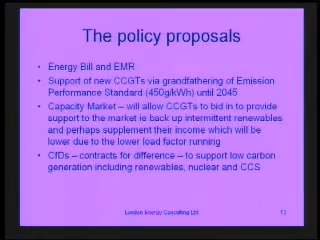 The policy proposals
• Energy Bill and EMR
• Support of new CCGTs via grandfathering of Emission
Performance Standard (450g/kWh) until 2045
• Capacity Market – will allow CCGTs to bid in to provide
support to the market ie back up intermittent renewables
and perhaps supplement their income which will be
lower due to the lower load factor running
• CfDs – contracts for difference – to support low carbon
generation including renewables, nuclear and CCS
London Energy Consulting Ltd
13